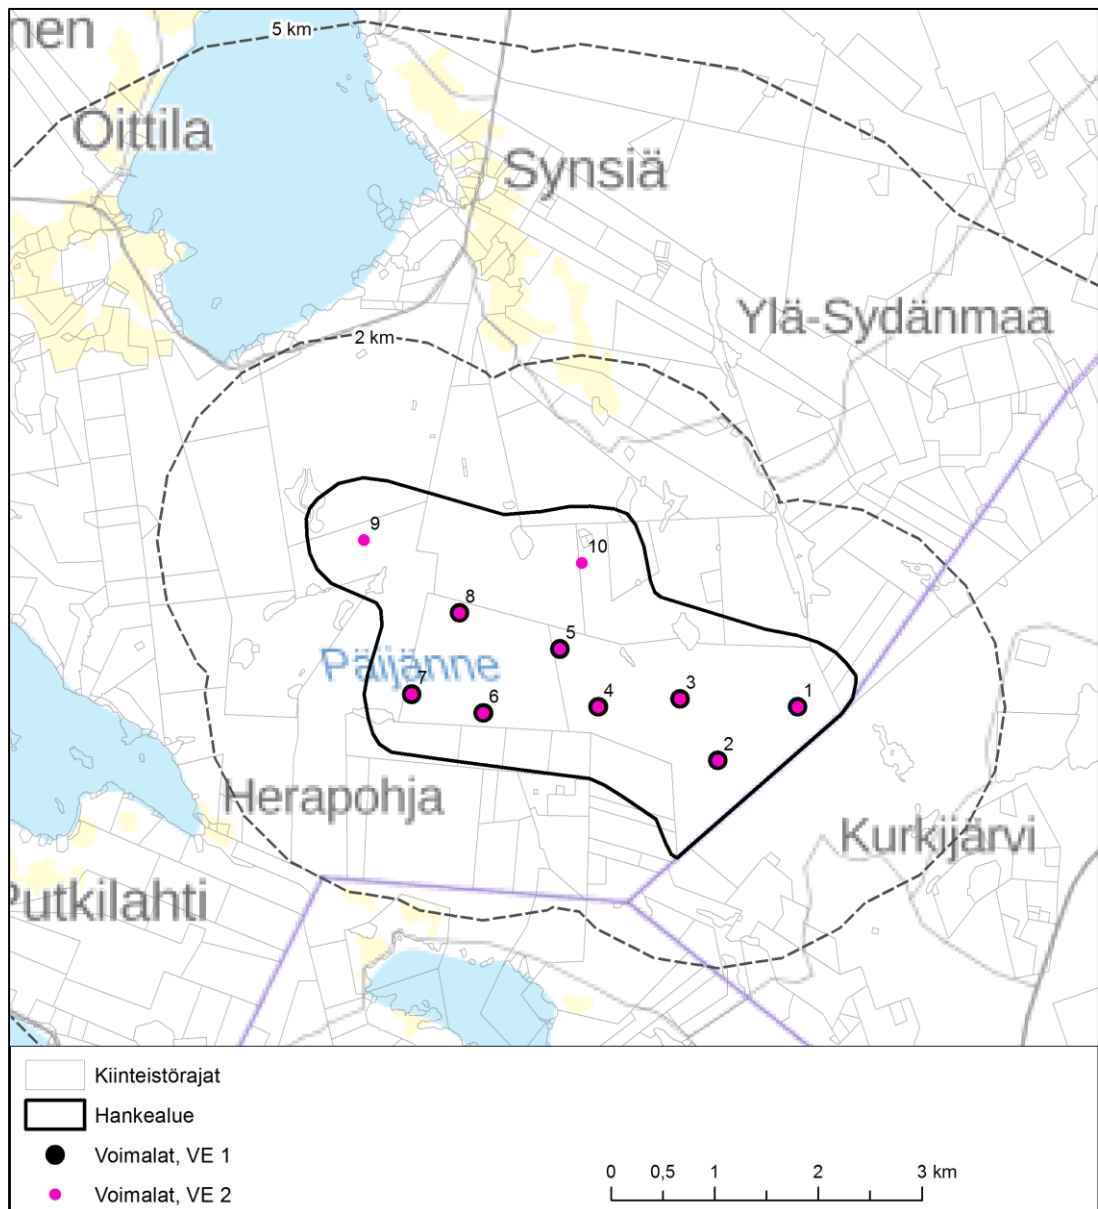 nen
5 km
Oittila
Synsiä
Ylä-Sydänmaa
2 km
9
10
8
5
Päijänne
7
6
4
3
1
2
Herapohja
Kurkijärvi
Putkilahti
Kiinteistörajat
Hankealue
Voimalat, VE 1
Voimalat, VE 2
0 0,5 1 2 3 km